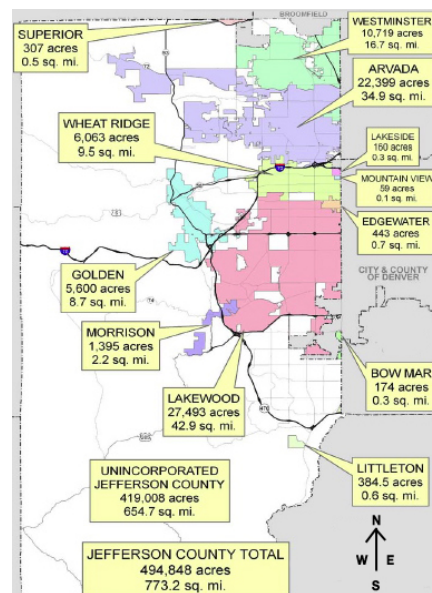 BROOMFIELD
SUPERIOR
307 acres
0.5 sq. mi.
WESTMINSTER
10,719 acres
16.7 sq. mi.
ARVADA
22,399 acres
34.9 sq. mi.
WHEAT RIDGE
6,063 acres
9.5 sq. mi.
LAKESIDE
160 acres
0.3 sq. mi.
MOUNTAIN VIEW
59 acres
0.1 sq. mi.
EDGEWATER
443 acres
0.7 sq. mi.
CITY & COUNTY
OF DENVER
GOLDEN
5,600 acres
8.7 sq. mi.
74
MORRISON
1,395 acres
2.2 sq. mi.
BOW MAR
174 acres
0.3 sq. mi.
LAKEWOOD
27,493 acres
42.9 sq. mi.
UNINCORPORATED
JEFFERSON COUNTY
419,008 acres
654.7 sq. mi.
LITTLETON
384.5 acres
0.6 sq. mi.
JEFFERSON COUNTY TOTAL
494,848 acres
773.2 sq. mi.
N
W E
S